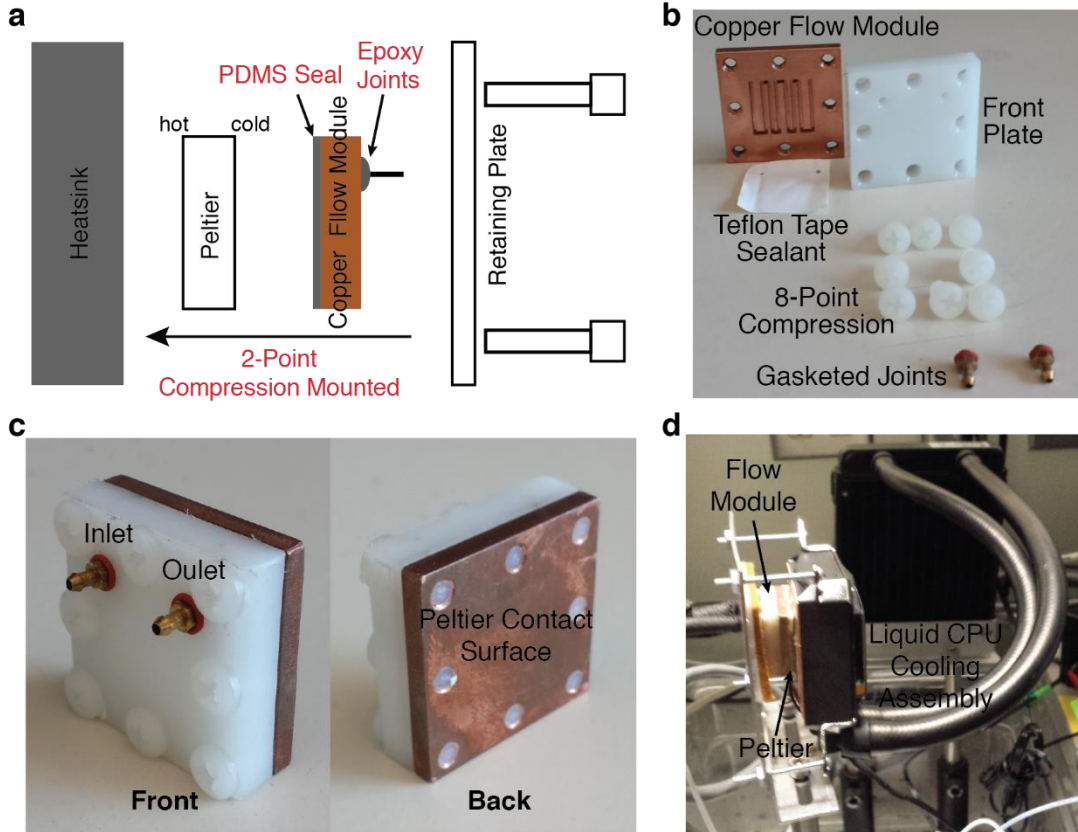 a
PDMS Seal
Epoxy
Joints
hot
cold
Heatsink
Peltier
Copper Fllow Module
Retaining Plate
2-Point
Compression Mounted
b
Copper Flow Module
Front
Plate
Teflon Tape
Sealant
8-Point
Compression
Gasketed Joints
c
Inlet
Oulet
Front
Peltier Contact
Surface
Back
d
Flow
Module
Liquid CPU
Cooling
Assembly
Peltier